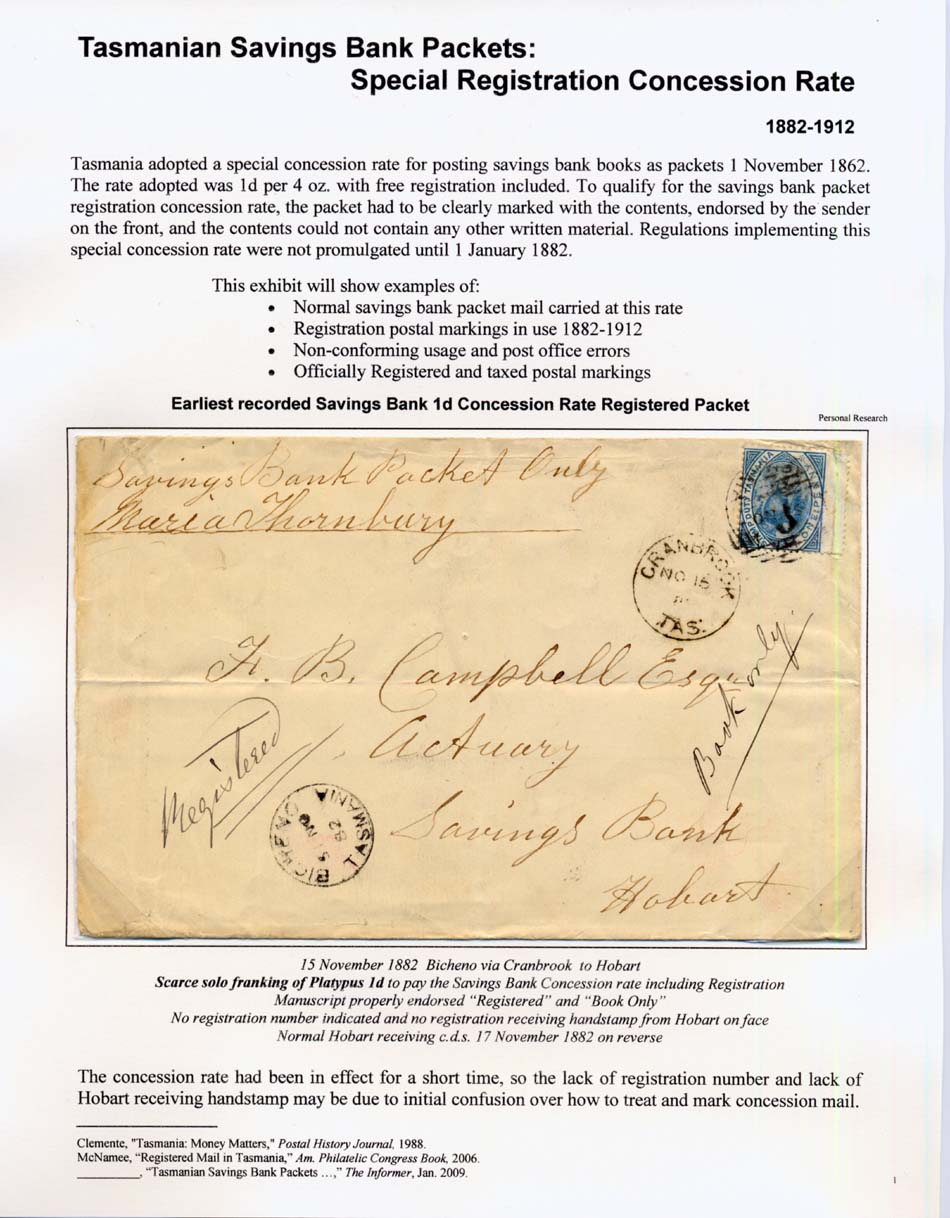 Tasmanian Savings Bank Packets:
Special Registration Concession Rate
1882-1912
Tasmania adopted a special concession rate for posting savings bank books as packets 1 November 1862.
The rate adopted was 1d per 4 oz. with free registration included. To qualify for the savings bank packet
registration concession rate, the packet had to be clearly marked with the contents, endorsed by the sender
on the front, and the contents could not contain any other written material. Regulations implementing this
special concession rate were not promulgated until 1 January 1882.
This exhibit will show examples of:
• Normal savings bank packet mail carried at this rate
• Registration postal markings in use 1882-1912
• Non-conforming usage and post office errors
• Officially Registered and taxed postal markings
Earliest recorded Savings Bank 1d Concession Rate Registered Packet
Personal Research
Savings Bank Packet Only
Maria Thornbury
TASMANIA
CRANBROOK
NO 15
TAS.
F. B. Campbell Esqre
Book only
Registered
Actuary
BICHENO
TASMANIA
NO 15
82
Savings Bank
Hobart
15 November 1882 Bicheno via Cranbrook to Hobart
Scarce solo franking of Platypus 1d to pay the Savings Bank Concession rate including Registration
Manuscript properly endorsed “Registered” and “Book Only”
No registration number indicated and no registration receiving handstamp from Hobart on face
Normal Hobart receiving c.d.s. 17 November 1882 on reverse
The concession rate had been in effect for a short time, so the lack of registration number and lack of
Hobart receiving handstamp may be due to initial confusion over how to treat and mark concession mail.
Clemente, "Tasmania: Money Matters," Postal History Journal, 1988.
McNamee, “Registered Mail in Tasmania,” Am. Philatelic Congress Book, 2006.
__________, “Tasmanian Savings Bank Packets …,” The Informer, Jan. 2009.
1